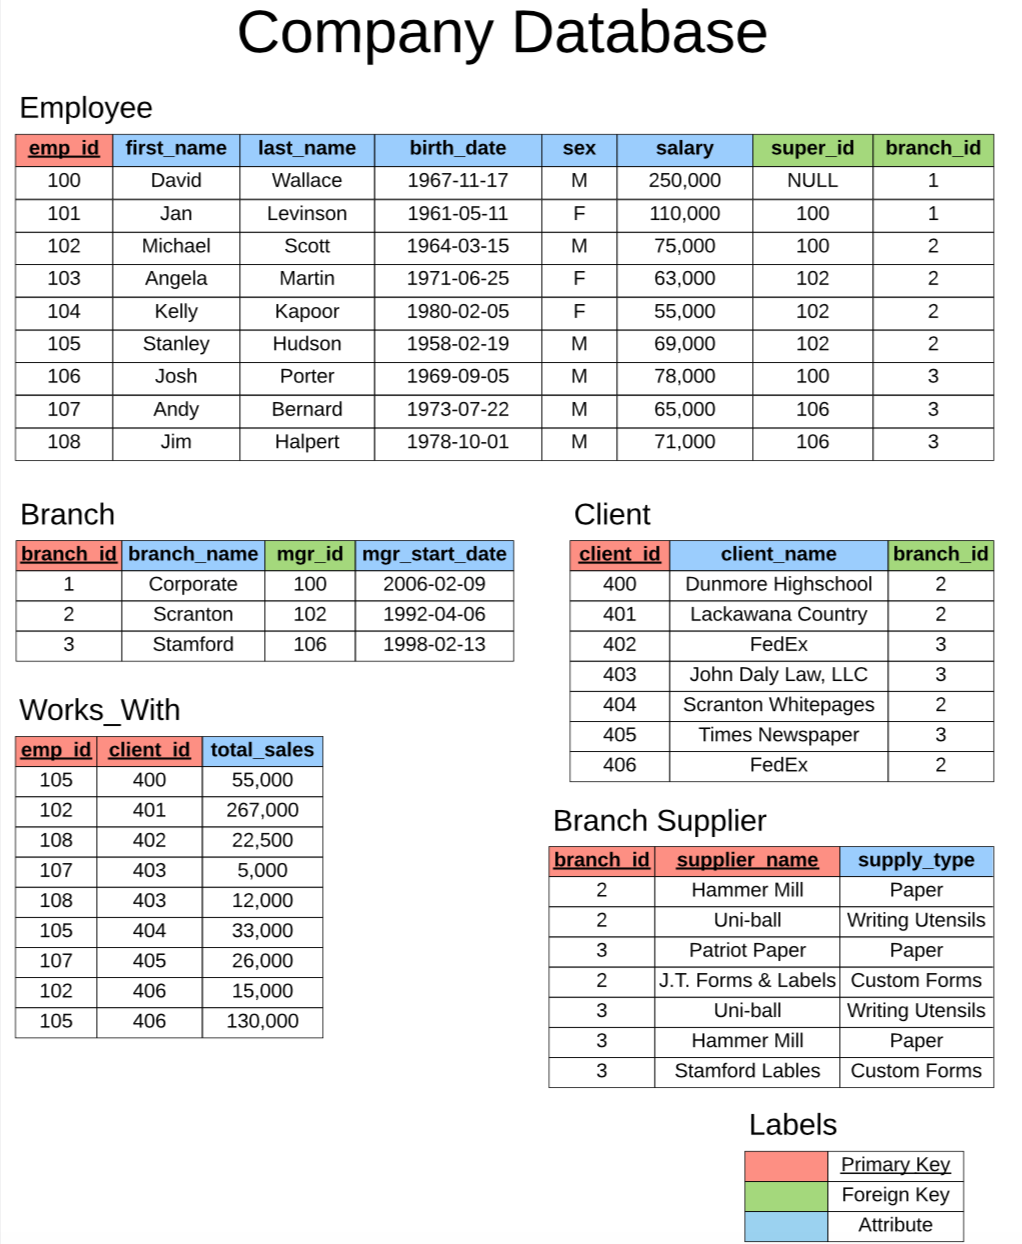 Company Database
Employee
emp_id first_name last_name birth_date sex salary super_id branch_id
100 David Wallace 1967-11-17 M 250,000 NULL 1
101 Jan Levinson 1961-05-11 F 110,000 100 1
102 Michael Scott 1964-03-15 M 75,000 100 2
103 Angela Martin 1971-06-25 F 63,000 102 2
104 Kelly Kapoor 1980-02-05 F 55,000 102 2
105 Stanley Hudson 1958-02-19 M 69,000 102 2
106 Josh Porter 1969-09-05 M 78,000 100 3
107 Andy Bernard 1973-07-22 M 65,000 106 3
108 Jim Halpert 1978-10-01 M 71,000 106 3
Branch
branch_id branch_name mgr_id mgr_start_date
1 Corporate 100 2006-02-09
2 Scranton 102 1992-04-06
3 Stamford 106 1998-02-13
Client
client_id client_name branch_id
400 Dunmore Highschool 2
401 Lackawana Country 2
402 FedEx 3
403 John Daly Law, LLC 3
404 Scranton Whitepages 2
405 Times Newspaper 3
406 FedEx 2
Works_With
emp_id client_id total_sales
105 400 55,000
102 401 267,000
108 402 22,500
107 403 5,000
108 403 12,000
105 404 33,000
107 405 26,000
102 406 15,000
105 406 130,000
Branch Supplier
branch_id supplier_name supply_type
2 Hammer Mill Paper
2 Uni-ball Writing Utensils
3 Patriot Paper Paper
2 J.T. Forms & Labels Custom Forms
3 Uni-ball Writing Utensils
3 Hammer Mill Paper
3 Stamford Lables Custom Forms
Labels
Primary Key
Foreign Key
Attribute